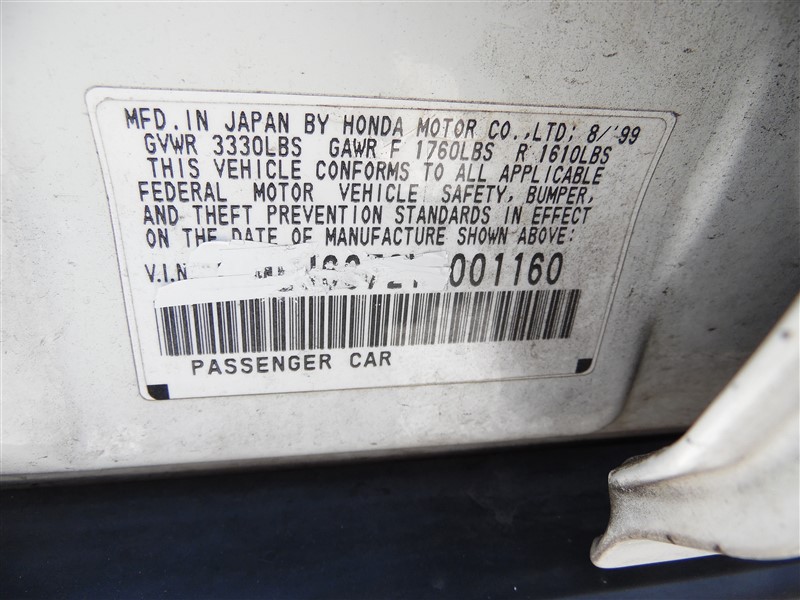 MFD. IN JAPAN BY HONDA MOTOR CO., LTD; 8/'99
GVWR 3330LBS GAWR F 1760LBS R 1610LBS
THIS VEHICLE CONFORMS TO ALL APPLICABLE
FEDERAL MOTOR VEHICLE SAFETY, BUMPER,
AND THEFT PREVENTION STANDARDS IN EFFECT
ON THE DATE OF MANUFACTURE SHOWN ABOVE:
V.I.N 001160
PASSENGER CAR